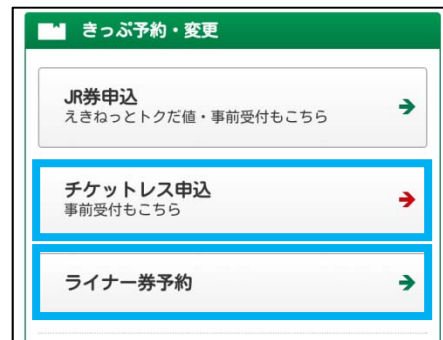 きっぷ予約・変更
JR券申込
えきねっとトクだ値・事前受付もこちら
チケットレス申込
事前受付もこちら
ライナー券予約